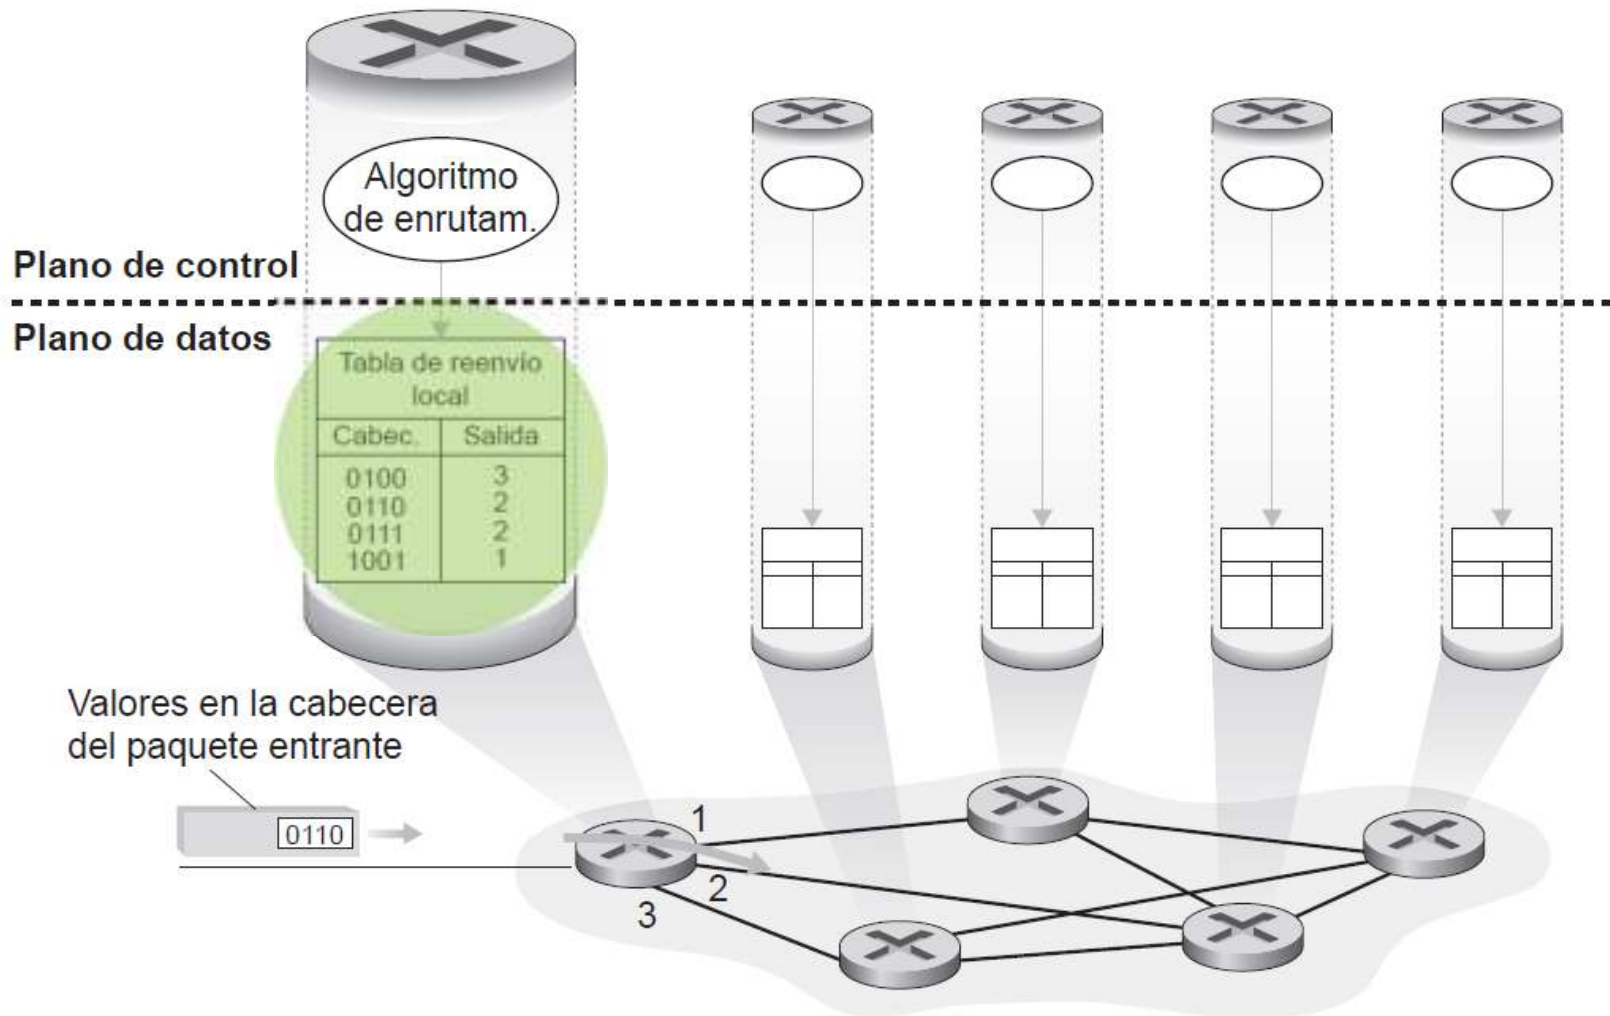 Algoritmo
de enrutam.
Plano de control
Plano de datos
Tabla de reenvío
local
Cabec. Salida
0100 3
0110 2
0111 2
1001 1
Valores en la cabecera
del paquete entrante
0110
1
2
3